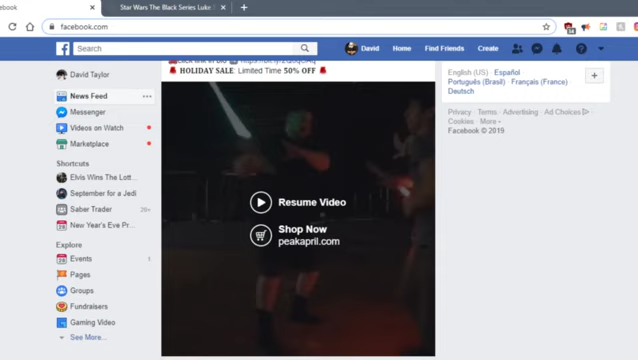 cebook
Star Wars The Black Series Luke
facebook.com
Search
David
Home
Find Friends
Create
David Taylor
News Feed
Messenger
Videos on Watch
Marketplace
Shortcuts
Elvis Wins The Lott...
September for a Jedi
Saber Trader 20+
New Year's Eve Pr...
Explore
Events 1
Pages
Groups
Fundraisers
Gaming Video
See More...
HOLIDAY SALE: Limited Time 50% OFF
Resume Video
Shop Now
peakapril.com
English (US) · Español
Português (Brasil) · Français (France)
Deutsch
Privacy · Terms · Advertising · Ad Choices
Cookies · More
Facebook © 2019